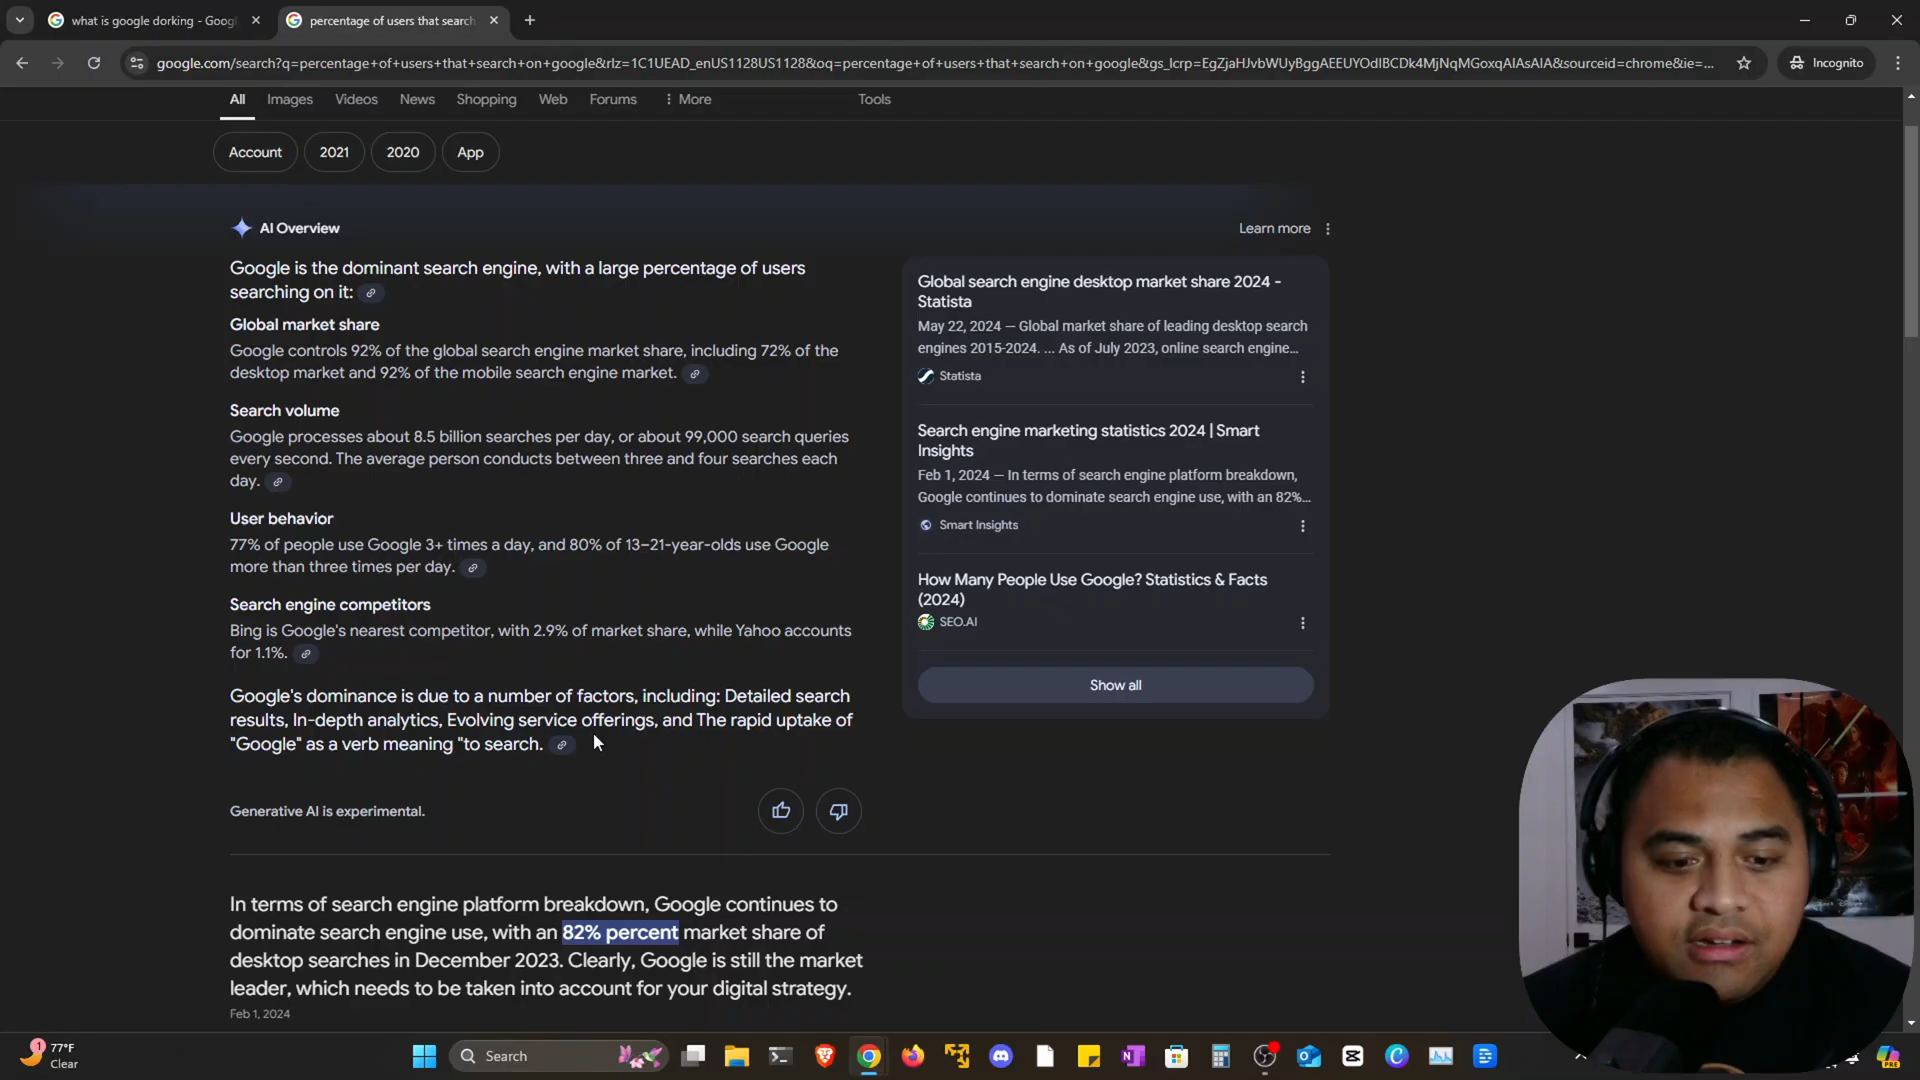 what is google dorking - Goog
percentage of users that search
google.com/search?q=percentage+of+users+that+search+on+google&rlz=1C1UEAD_enUS1128US1128&oq=percentage+of+users+that+search+on+google&gs_lcrp=EgZjaHJvbWUyBggAEEUYOdIBCDk4MjNqMGoxqAIAsAIA&sourceid=chrome&ie=...
Incognito
All Images Videos News Shopping Web Forums More Tools
Account 2021 2020 App
AI Overview
Learn more
Google is the dominant search engine, with a large percentage of users
searching on it:
Global market share
Google controls 92% of the global search engine market share, including 72% of the
desktop market and 92% of the mobile search engine market.
Search volume
Google processes about 8.5 billion searches per day, or about 99,000 search queries
every second. The average person conducts between three and four searches each
day.
User behavior
77% of people use Google 3+ times a day, and 80% of 13–21-year-olds use Google
more than three times per day.
Search engine competitors
Bing is Google's nearest competitor, with 2.9% of market share, while Yahoo accounts
for 1.1%.
Google's dominance is due to a number of factors, including: Detailed search
results, In-depth analytics, Evolving service offerings, and The rapid uptake of
"Google" as a verb meaning "to search.
Generative AI is experimental.
Global search engine desktop market share 2024 -
Statista
May 22, 2024 — Global market share of leading desktop search
engines 2015-2024. ... As of July 2023, online search engine...
Statista
Search engine marketing statistics 2024 | Smart
Insights
Feb 1, 2024 — In terms of search engine platform breakdown,
Google continues to dominate search engine use, with an 82%...
Smart Insights
How Many People Use Google? Statistics & Facts
(2024)
SEO.AI
Show all
In terms of search engine platform breakdown, Google continues to
dominate search engine use, with an 82% percent market share of
desktop searches in December 2023. Clearly, Google is still the market
leader, which needs to be taken into account for your digital strategy.
Feb 1, 2024
1
77°F
Clear
Search
PRE